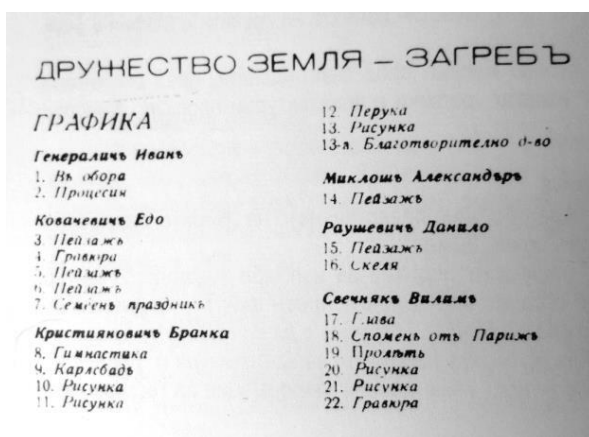 ДРУЖЕСТВО ЗЕМЛЯ – ЗАГРЕБЪ
ГРАФИКА
Генераличъ Иванъ
1. Въ обора
2. Процесия
Ковачевичъ Едо
3. Пейзажъ
4. Гравюра
5. Пейзажъ
6. Пейзажъ
7. Семеенъ праздникъ
Кристияновичъ Бранка
8. Гимнастика
9. Карлсбадъ
10. Рисунка
11. Рисунка
12. Перука
13. Рисунка
13-а. Благотворително д-во
Миклошъ Александъръ
14. Пейзажъ
Раушевичъ Данило
15. Пейзажъ
16. Скеля
Свечнякъ Вилимъ
17. Глава
18. Споменъ отъ Парижъ
19. Пролѣть
20. Рисунка
21. Рисунка
22. Гравюра